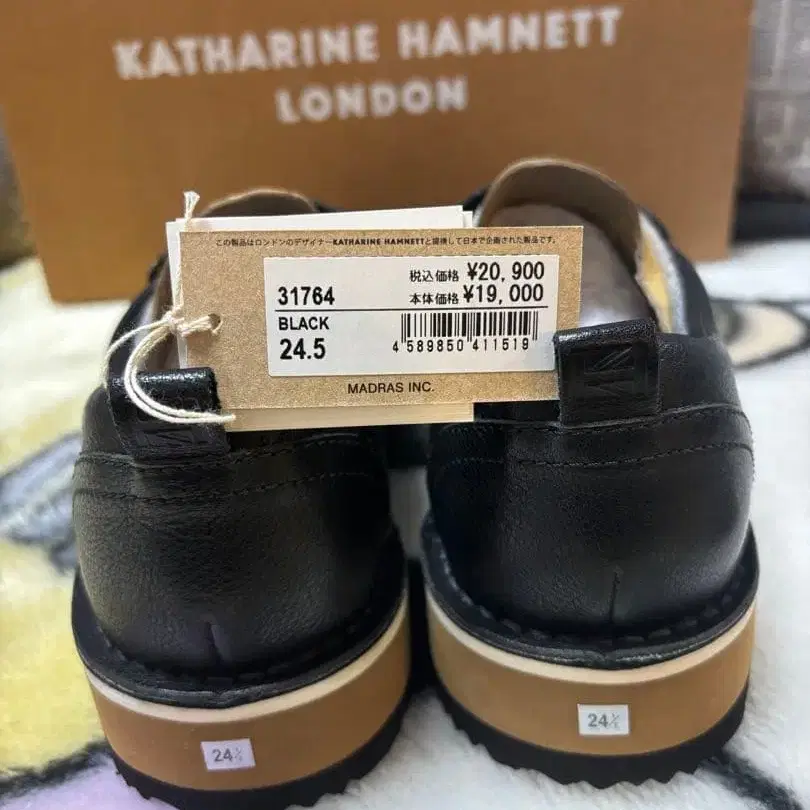 KATHARINE HAMNETT
LONDON
この製品はロンドンのデザイナーKATHARINE HAMNETTと提携して日本で企画された製品です。
31764
税込価格 ¥20,900
本体価格 ¥19,000
BLACK
24.5
4 589850 411519
MADRAS INC.
24½
24½